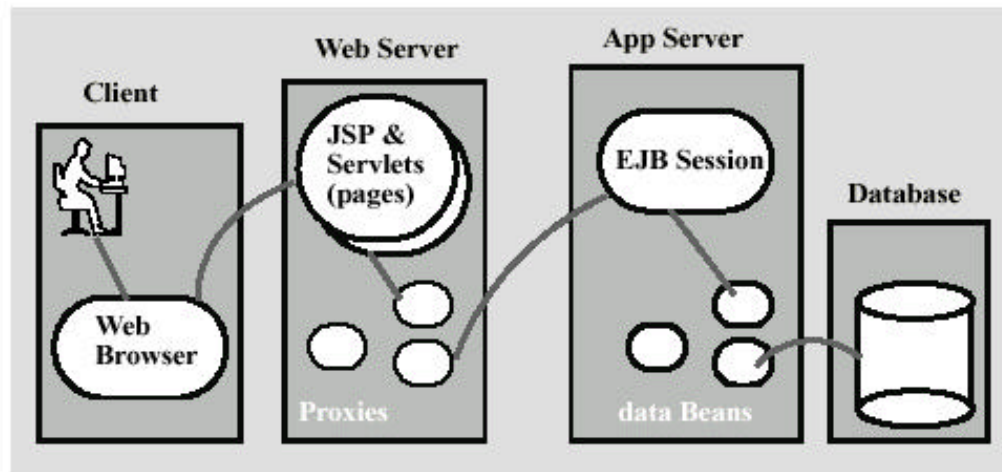 Client
Web
Browser
Web Server
JSP &
Servlets
(pages)
Proxies
App Server
EJB Session
data Beans
Database